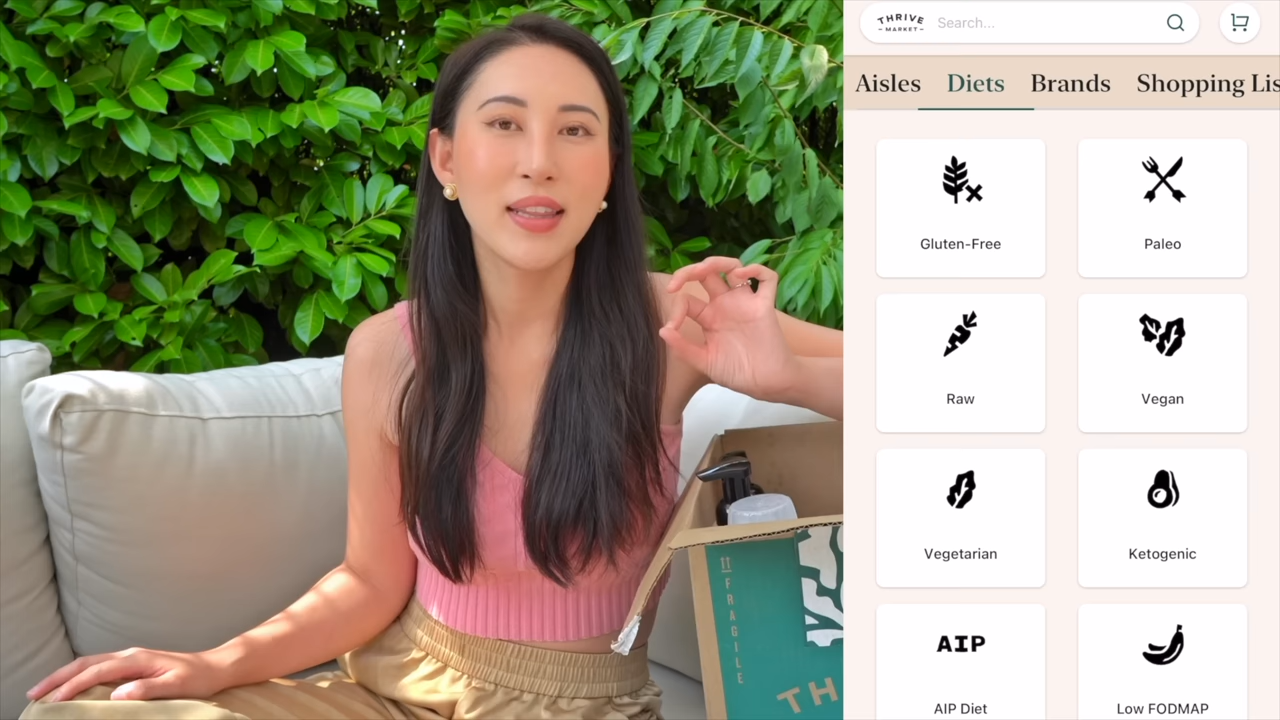 THRIVE
MARKET
Search...
Aisles Diets Brands Shopping Lis
Gluten-Free Paleo
Raw Vegan
Vegetarian Ketogenic
AIP
AIP Diet Low FODMAP
FRAGILE
TH